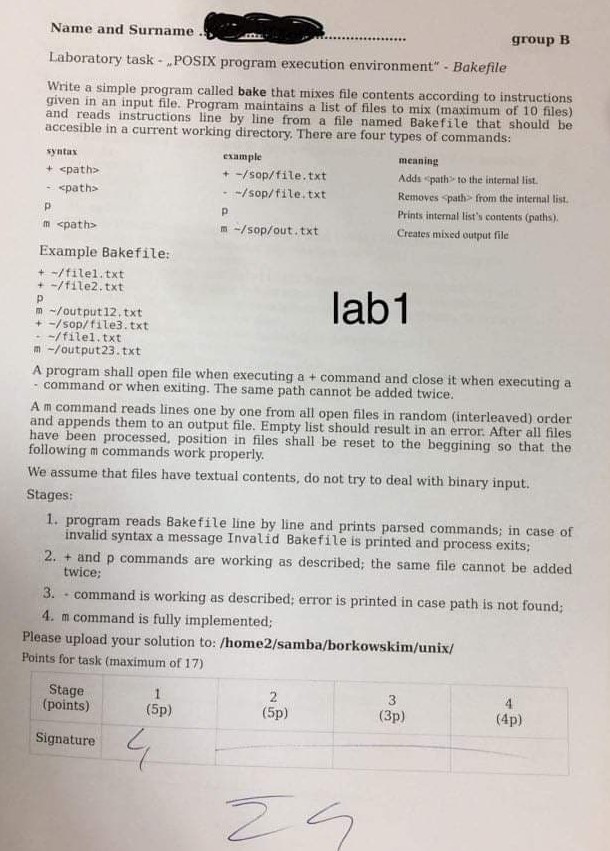 Name and Surname
group B
Laboratory task - „POSIX program execution environment" - Bakefile
Write a simple program called bake that mixes file contents according to instructions
given in an input file. Program maintains a list of files to mix (maximum of 10 files)
and reads instructions line by line from a file named Bakefile that should be
accesible in a current working directory. There are four types of commands:
syntax example meaning
+ <path> + ~/sop/file.txt Adds <path> to the internal list.
- <path> - ~/sop/file.txt Removes <path> from the internal list.
p p Prints internal list's contents (paths).
m <path> m ~/sop/out.txt Creates mixed output file
Example Bakefile:
+ ~/file1.txt
+ ~/file2.txt
p
m ~/output12.txt
+ ~/sop/file3.txt
- ~/file1.txt
m ~/output23.txt
lab1
A program shall open file when executing a + command and close it when executing a
- command or when exiting. The same path cannot be added twice.
A m command reads lines one by one from all open files in random (interleaved) order
and appends them to an output file. Empty list should result in an error. After all files
have been processed, position in files shall be reset to the beggining so that the
following m commands work properly.
We assume that files have textual contents, do not try to deal with binary input.
Stages:
1. program reads Bakefile line by line and prints parsed commands; in case of
invalid syntax a message Invalid Bakefile is printed and process exits;
2. + and p commands are working as described; the same file cannot be added
twice;
3. - command is working as described; error is printed in case path is not found;
4. m command is fully implemented;
Please upload your solution to: /home2/samba/borkowskim/unix/
Points for task (maximum of 17)
Stage 1 2 3 4
(points) (5p) (5p) (3p) (4p)
Signature